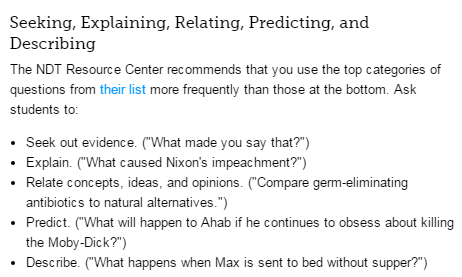 Seeking, Explaining, Relating, Predicting, and
Describing
The NDT Resource Center recommends that you use the top categories of
questions from their list more frequently than those at the bottom. Ask
students to:
• Seek out evidence. ("What made you say that?")
• Explain. ("What caused Nixon's impeachment?")
• Relate concepts, ideas, and opinions. ("Compare germ-eliminating
antibiotics to natural alternatives.")
• Predict. ("What will happen to Ahab if he continues to obsess about killing
the Moby-Dick?")
• Describe. ("What happens when Max is sent to bed without supper?")